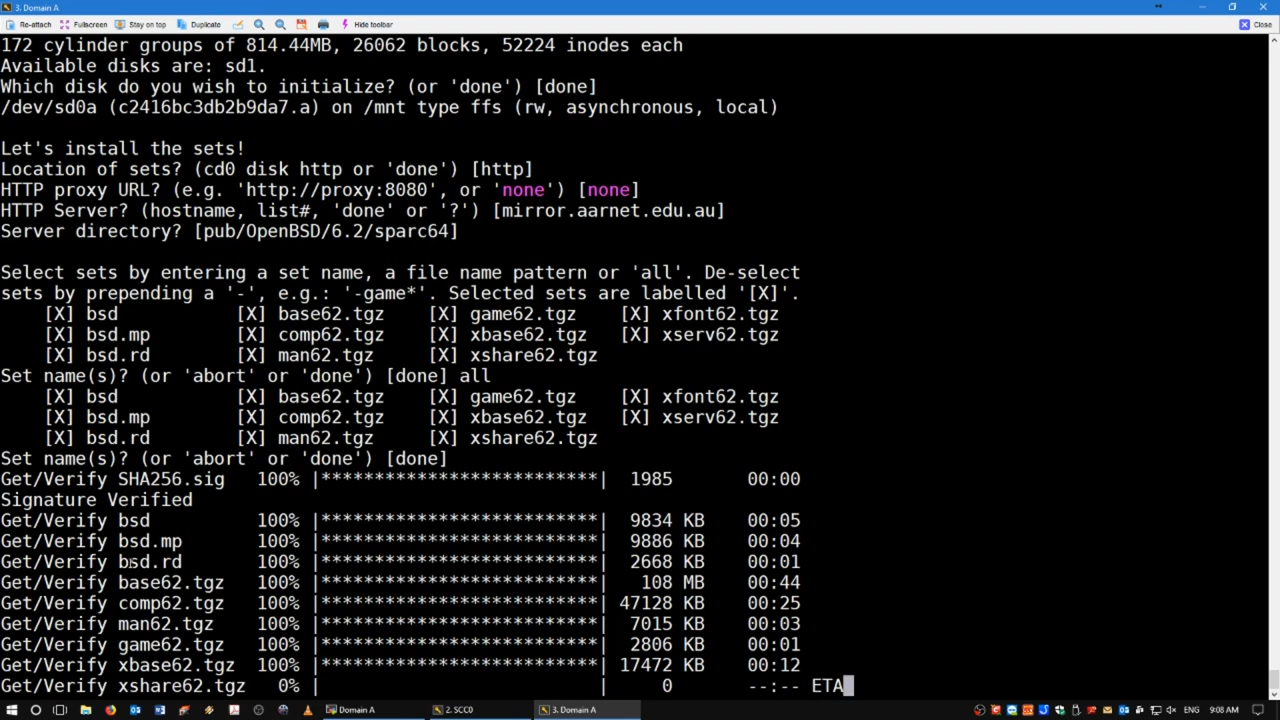 3. Domain A
Re-attach Fullscreen Stay on top Duplicate Hide toolbar Close
172 cylinder groups of 814.44MB, 26062 blocks, 52224 inodes each
Available disks are: sd1.
Which disk do you wish to initialize? (or 'done') [done]
/dev/sd0a (c2416bc3db2b9da7.a) on /mnt type ffs (rw, asynchronous, local)
Let's install the sets!
Location of sets? (cd0 disk http or 'done') [http]
HTTP proxy URL? (e.g. 'http://proxy:8080', or 'none') [none]
HTTP Server? (hostname, list#, 'done' or '?') [mirror.aarnet.edu.au]
Server directory? [pub/OpenBSD/6.2/sparc64]
Select sets by entering a set name, a file name pattern or 'all'. De-select
sets by prepending a '-', e.g.: '-game*'. Selected sets are labelled '[X]'.
[X] bsd [X] base62.tgz [X] game62.tgz [X] xfont62.tgz
[X] bsd.mp [X] comp62.tgz [X] xbase62.tgz [X] xserv62.tgz
[X] bsd.rd [X] man62.tgz [X] xshare62.tgz
Set name(s)? (or 'abort' or 'done') [done] all
[X] bsd [X] base62.tgz [X] game62.tgz [X] xfont62.tgz
[X] bsd.mp [X] comp62.tgz [X] xbase62.tgz [X] xserv62.tgz
[X] bsd.rd [X] man62.tgz [X] xshare62.tgz
Set name(s)? (or 'abort' or 'done') [done]
Get/Verify SHA256.sig 100% |**************************| 1985 00:00
Signature Verified
Get/Verify bsd 100% |**************************| 9834 KB 00:05
Get/Verify bsd.mp 100% |**************************| 9886 KB 00:04
Get/Verify bsd.rd 100% |**************************| 2668 KB 00:01
Get/Verify base62.tgz 100% |**************************| 108 MB 00:44
Get/Verify comp62.tgz 100% |**************************| 47128 KB 00:25
Get/Verify man62.tgz 100% |**************************| 7015 KB 00:03
Get/Verify game62.tgz 100% |**************************| 2806 KB 00:01
Get/Verify xbase62.tgz 100% |**************************| 17472 KB 00:12
Get/Verify xshare62.tgz 0% | | 0 --:-- ETA
Domain A 2. SCC0 3. Domain A 9:08 AM